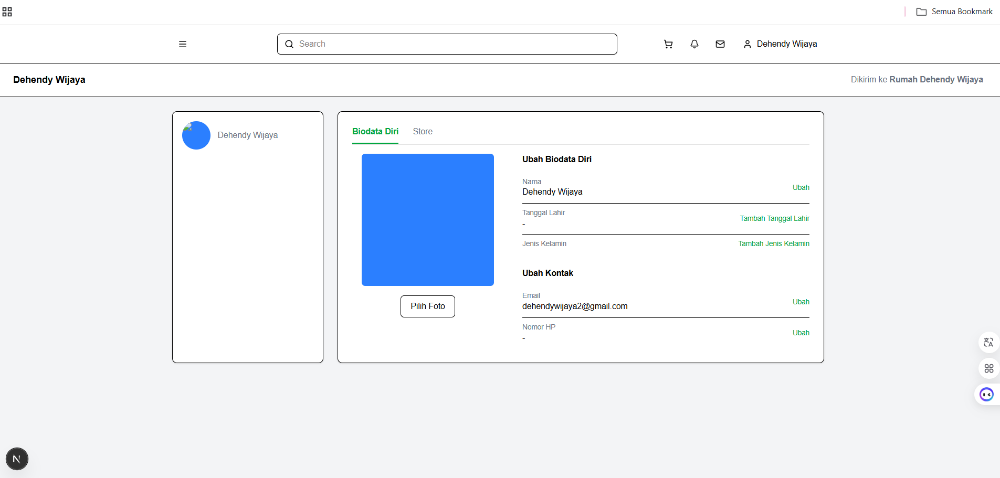 Semua Bookmark
Search
Dehendy Wijaya
Dehendy Wijaya
Dikirim ke Rumah Dehendy Wijaya
Dehendy Wijaya
Biodata Diri
Store
Ubah Biodata Diri
Nama
Dehendy Wijaya
Ubah
Tanggal Lahir
-
Tambah Tanggal Lahir
Jenis Kelamin
Tambah Jenis Kelamin
Pilih Foto
Ubah Kontak
Email
dehendywijaya2@gmail.com
Ubah
Nomor HP
-
Ubah
N